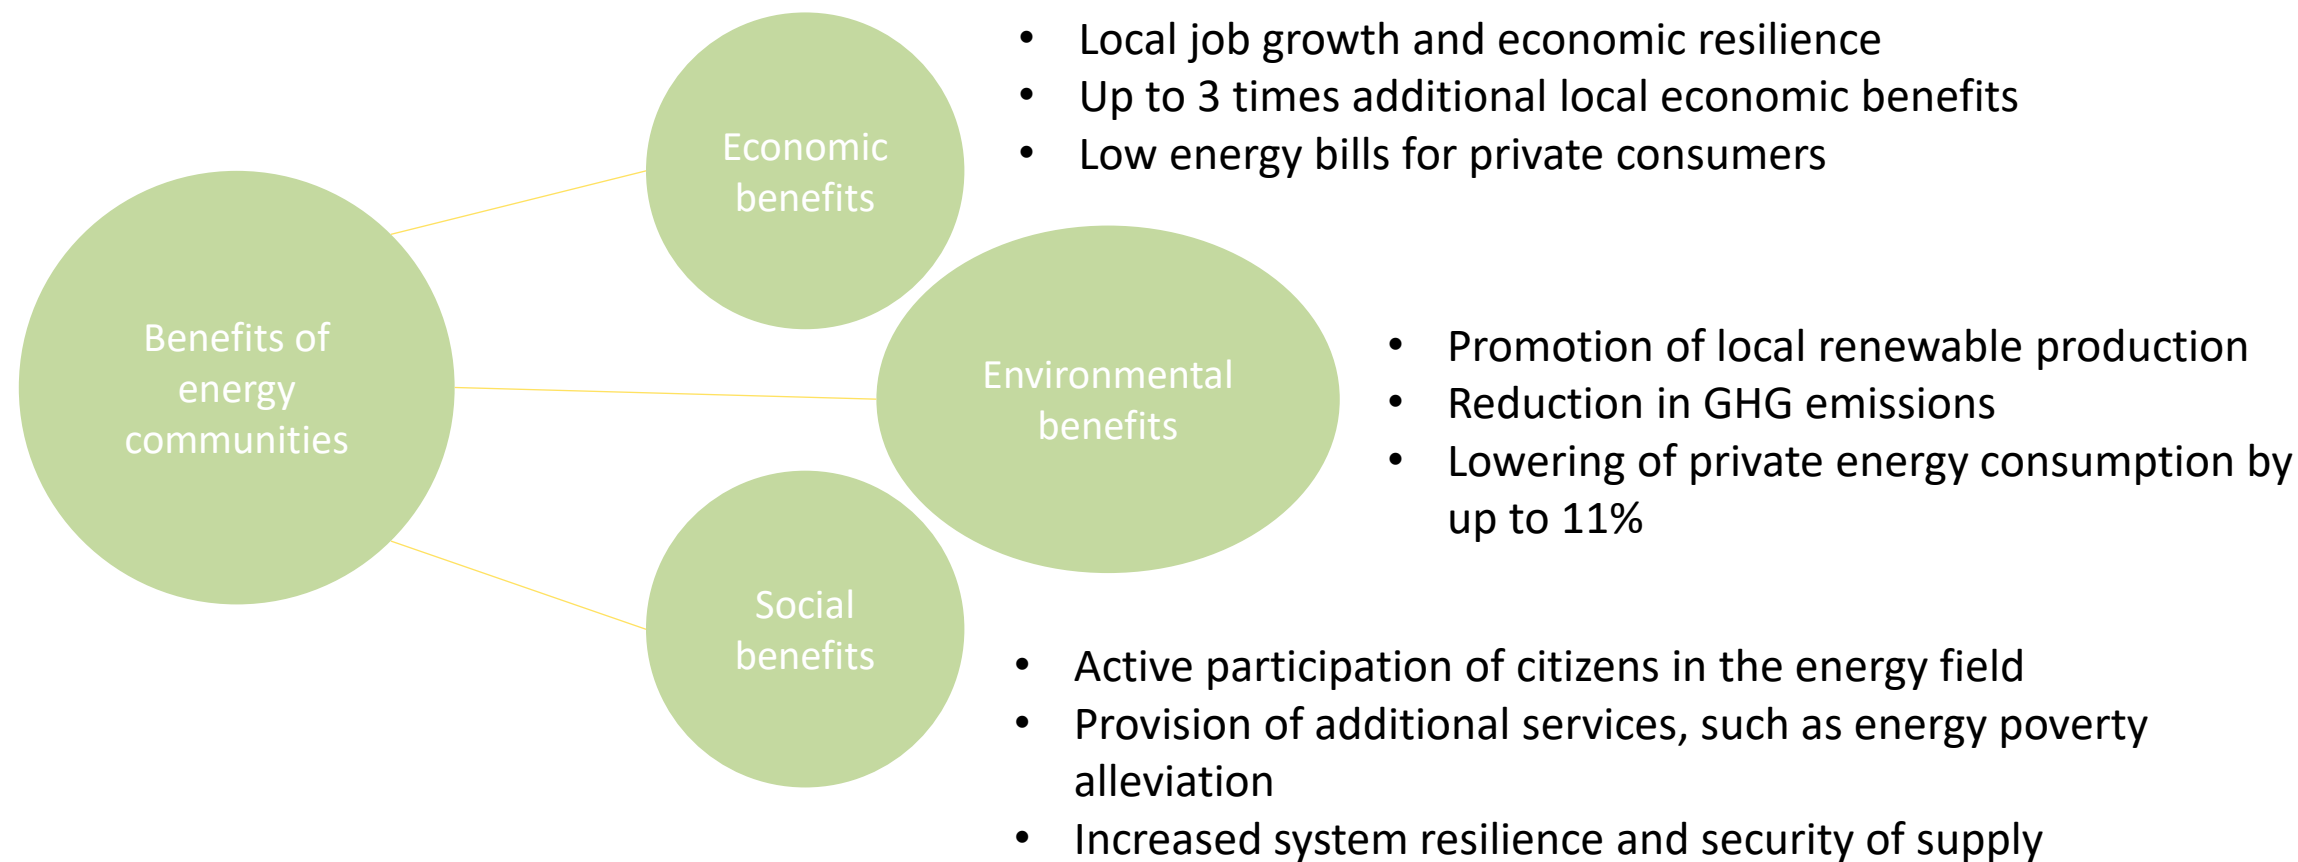 Benefits of
energy
communities
Economic
benefits
• Local job growth and economic resilience
• Up to 3 times additional local economic benefits
• Low energy bills for private consumers
Environmental
benefits
• Promotion of local renewable production
• Reduction in GHG emissions
• Lowering of private energy consumption by
up to 11%
Social
benefits
• Active participation of citizens in the energy field
• Provision of additional services, such as energy poverty
alleviation
• Increased system resilience and security of supply